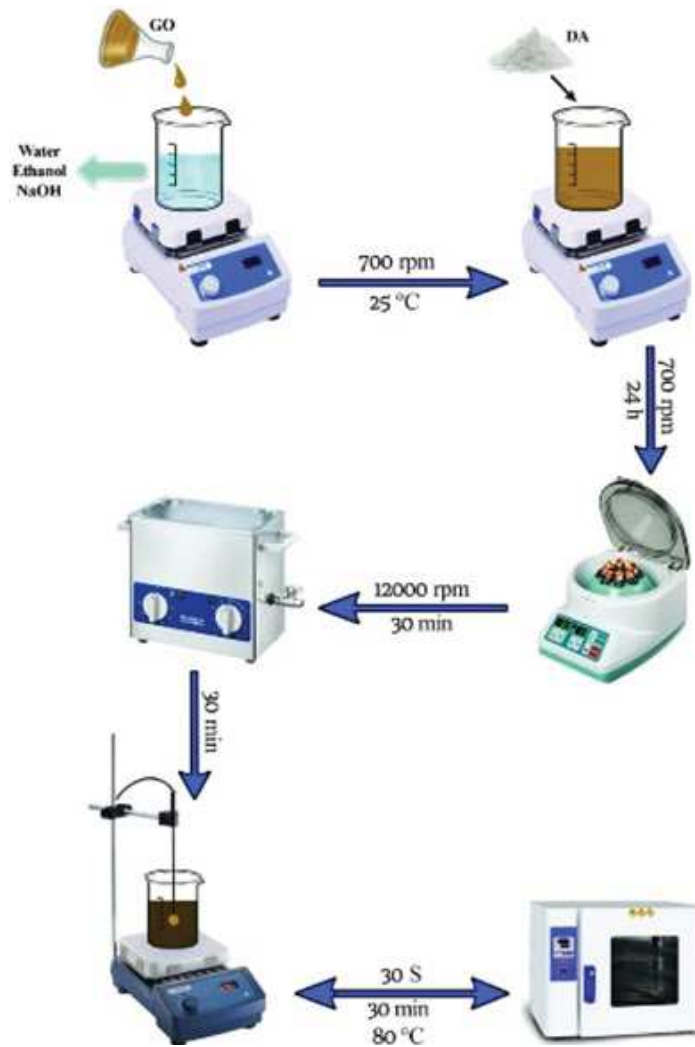 GO
DA
Water
Ethanol
NaOH
700 rpm
25 °C
700 rpm
24 h
12000 rpm
30 min
30 min
30 S
30 min
80 °C